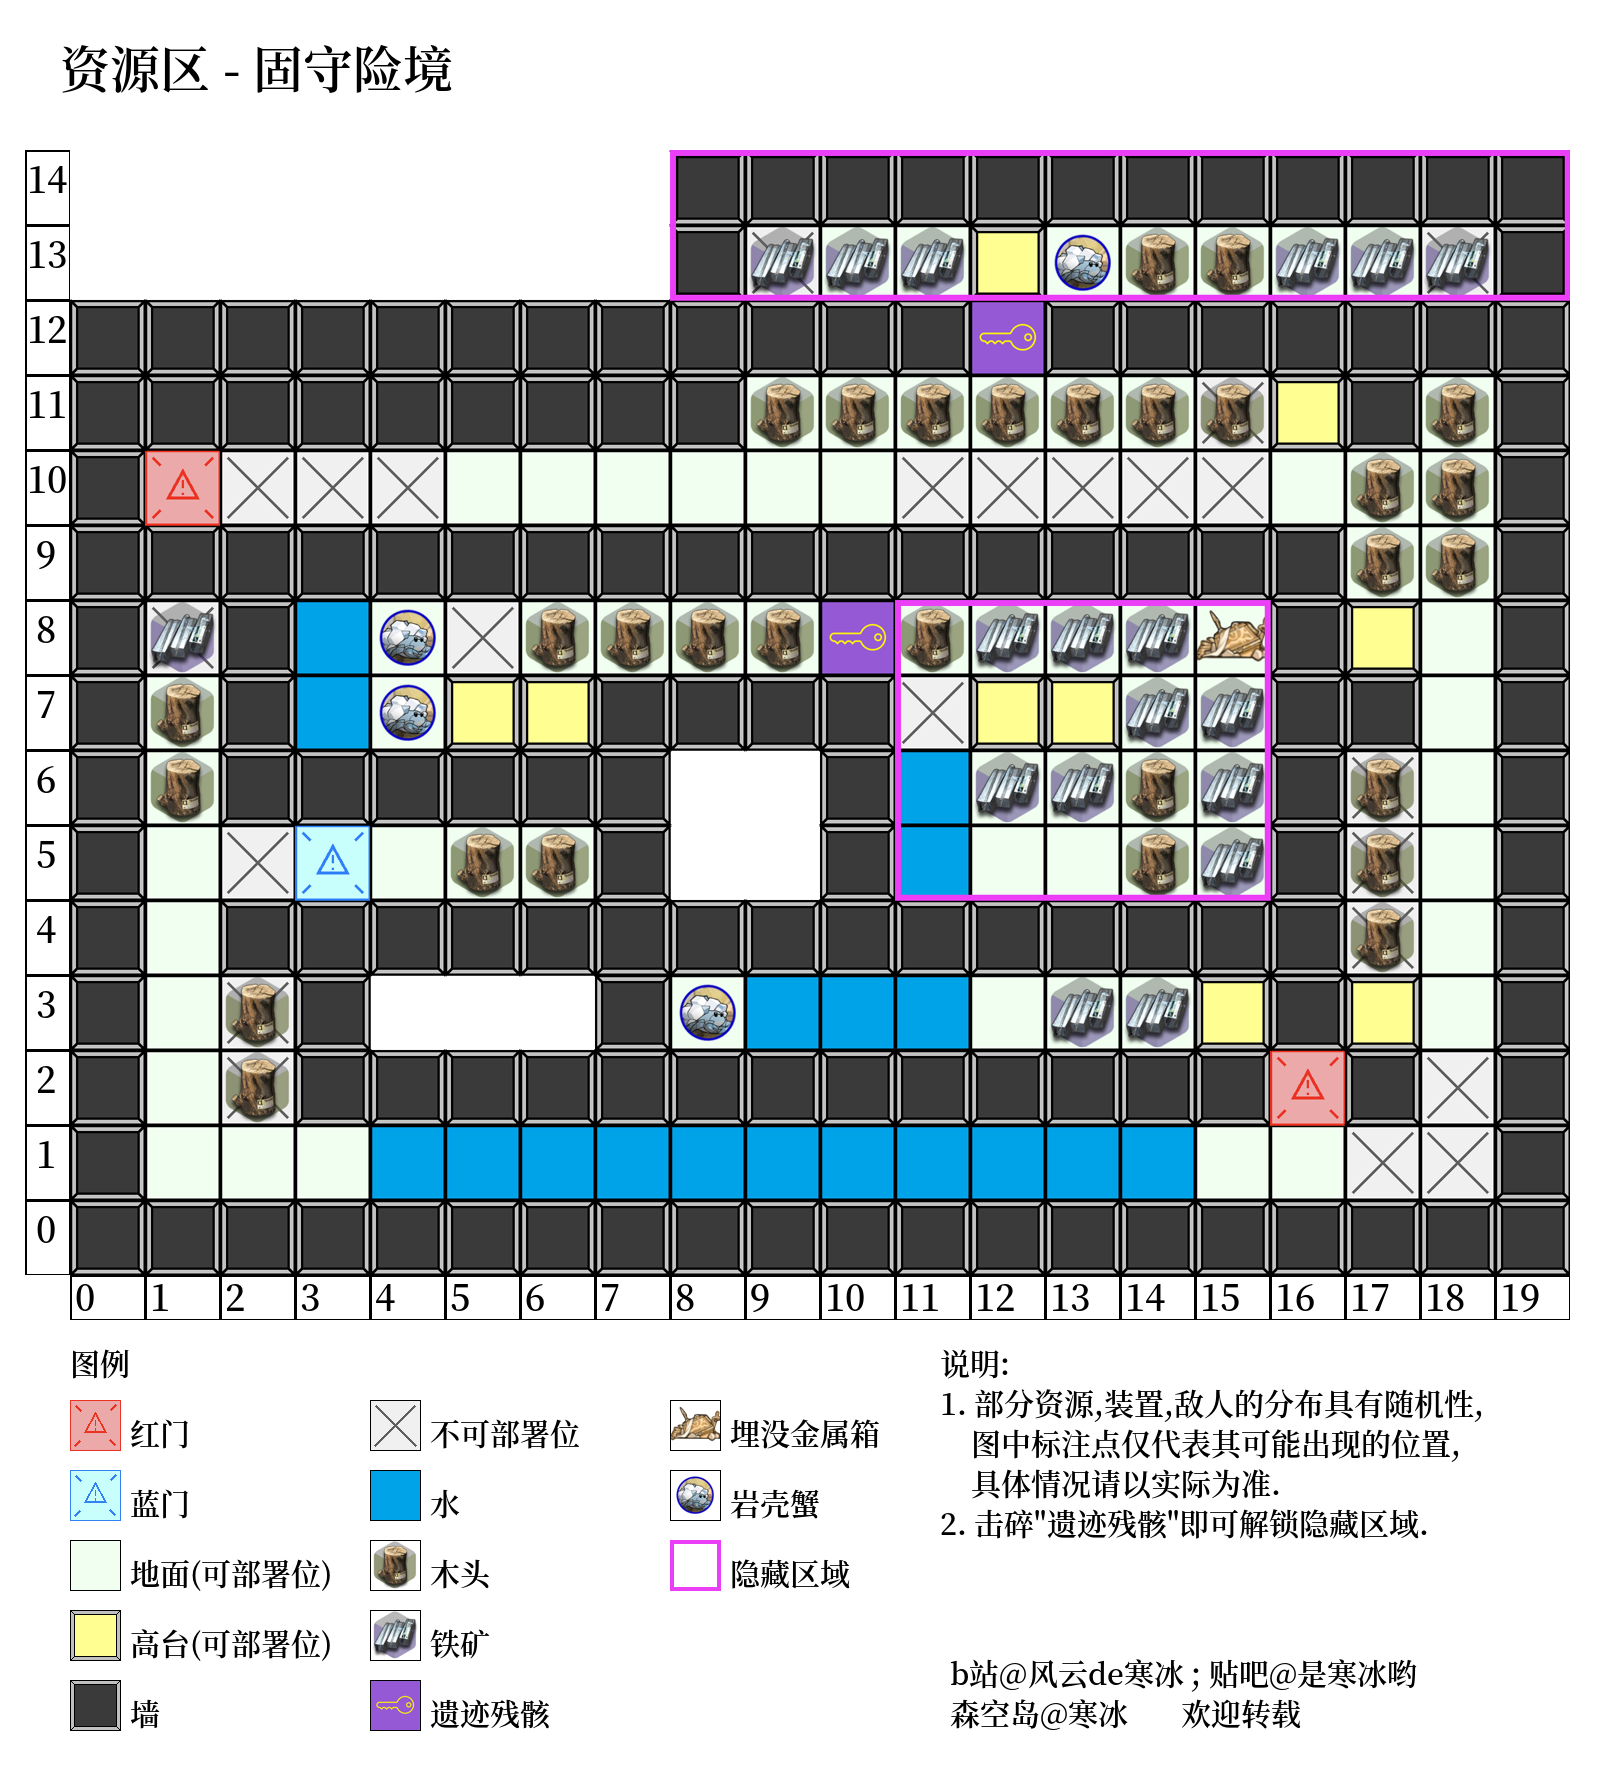 资源区 - 固守险境
14
13
12
11
10
9
8
7
6
5
4
3
2
1
0
0 1 2 3 4 5 6 7 8 9 10 11 12 13 14 15 16 17 18 19
图例
红门
蓝门
地面(可部署位)
高台(可部署位)
墙
不可部署位
水
木头
铁矿
遗迹残骸
埋没金属箱
岩壳蟹
隐藏区域
说明:
1. 部分资源,装置,敌人的分布具有随机性,
图中标注点仅代表其可能出现的位置,
具体情况请以实际为准.
2. 击碎"遗迹残骸"即可解锁隐藏区域.
b站@风云de寒冰 ; 贴吧@是寒冰哟
森空岛@寒冰 欢迎转载